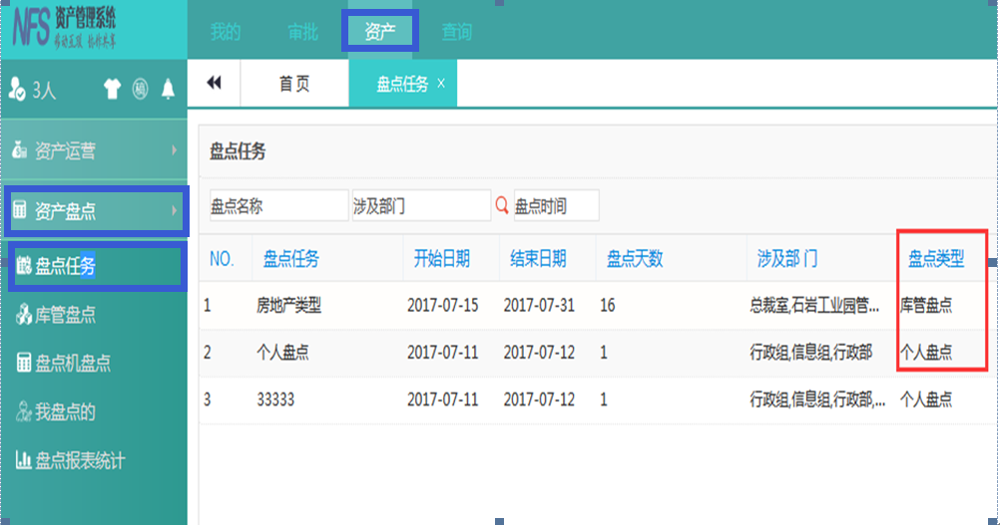 NFS 资产管理系统
移动互联 协作共享
我的 审批 资产 查询
3人
首页 盘点任务 ×
资产运营
资产盘点
盘点任务
库管盘点
盘点机盘点
我盘点的
盘点报表统计
盘点任务
盘点名称 涉及部门 盘点时间
NO. 盘点任务 开始日期 结束日期 盘点天数 涉及部 门 盘点类型
1 房地产类型 2017-07-15 2017-07-31 16 总裁室,石岩工业园管... 库管盘点
2 个人盘点 2017-07-11 2017-07-12 1 行政组,信息组,行政部 个人盘点
3 33333 2017-07-11 2017-07-12 1 行政组,信息组,行政部,... 个人盘点